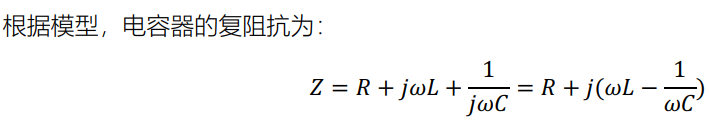 根据模型，电容器的复阻抗为：
Z = R + jωL + 1/(jωC) = R + j(ωL − 1/(ωC))